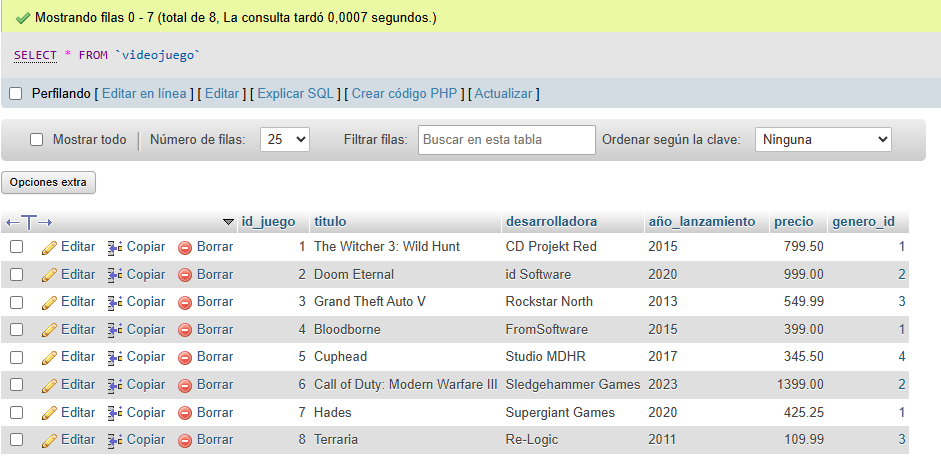 Mostrando filas 0 - 7 (total de 8, La consulta tardó 0,0007 segundos.)
SELECT * FROM `videojuego`
Perfilando [ Editar en línea ] [ Editar ] [ Explicar SQL ] [ Crear código PHP ] [ Actualizar ]
Mostrar todo Número de filas: 25 Filtrar filas: Buscar en esta tabla Ordenar según la clave: Ninguna
Opciones extra
←T→ id_juego titulo desarrolladora año_lanzamiento precio genero_id
Editar Copiar Borrar 1 The Witcher 3: Wild Hunt CD Projekt Red 2015 799.50 1
Editar Copiar Borrar 2 Doom Eternal id Software 2020 999.00 2
Editar Copiar Borrar 3 Grand Theft Auto V Rockstar North 2013 549.99 3
Editar Copiar Borrar 4 Bloodborne FromSoftware 2015 399.00 1
Editar Copiar Borrar 5 Cuphead Studio MDHR 2017 345.50 4
Editar Copiar Borrar 6 Call of Duty: Modern Warfare III Sledgehammer Games 2023 1399.00 2
Editar Copiar Borrar 7 Hades Supergiant Games 2020 425.25 1
Editar Copiar Borrar 8 Terraria Re-Logic 2011 109.99 3